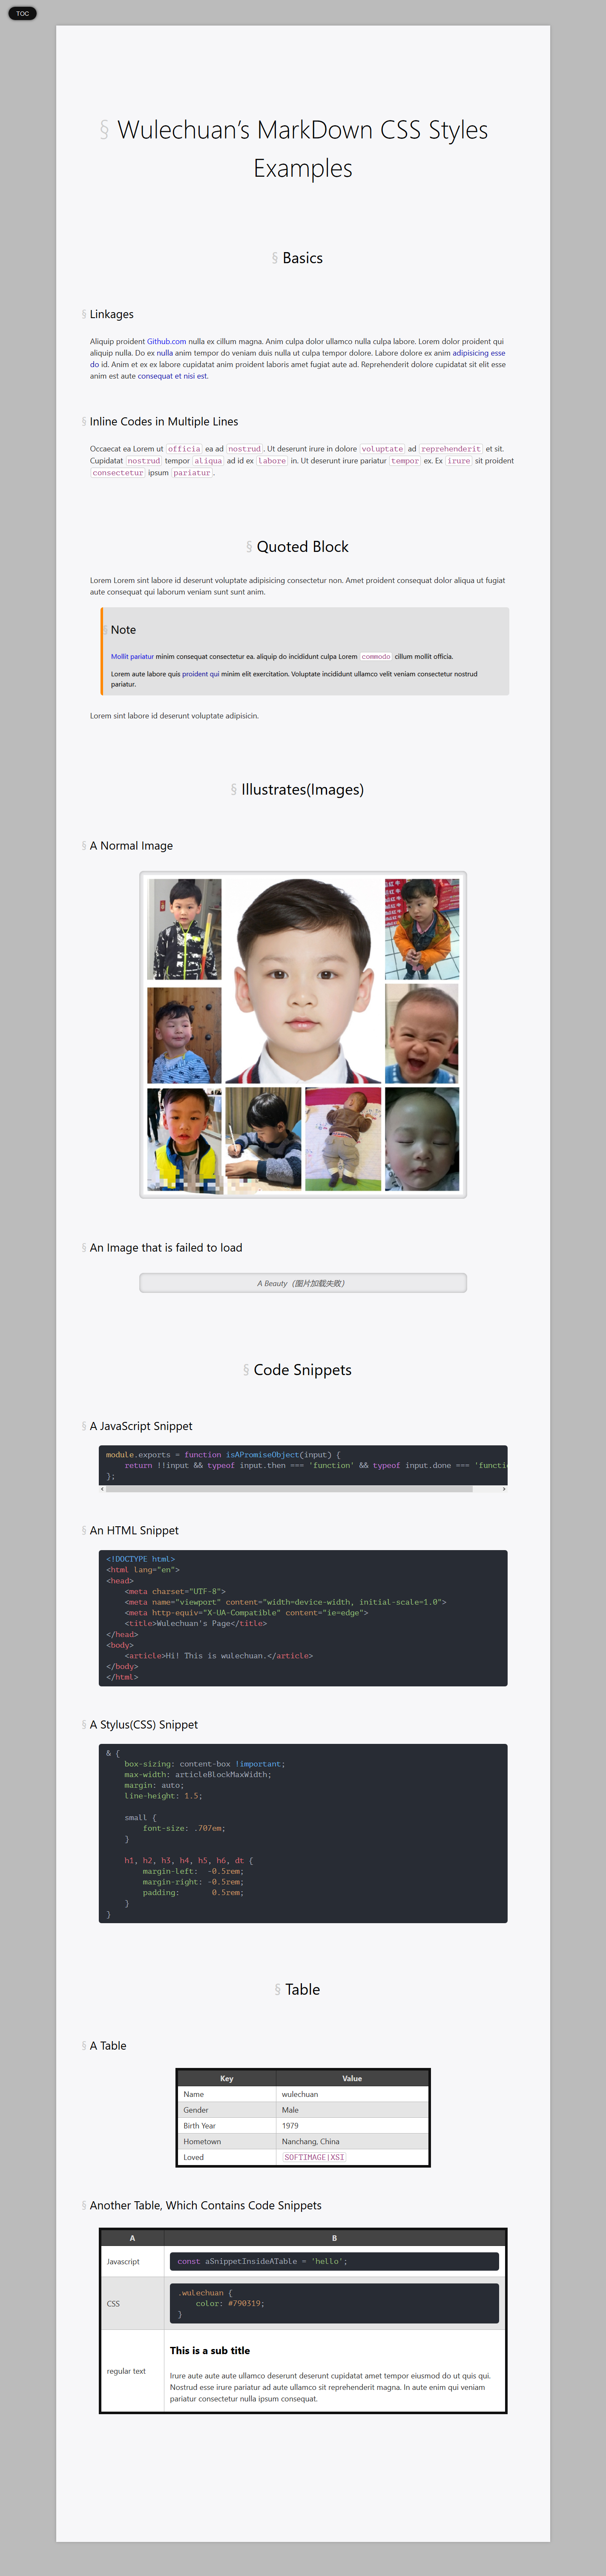 TOC
§ Wulechuan’s MarkDown CSS Styles
Examples
§ Basics
§ Linkages
Aliquip proident Github.com nulla ex cillum magna. Anim culpa dolor ullamco nulla culpa labore. Lorem dolor proident qui
aliquip nulla. Do ex nulla anim tempor do veniam duis nulla ut culpa tempor dolore. Labore dolore ex anim adipisicing esse
do id. Anim et ex ex labore cupidatat anim proident laboris amet fugiat aute ad. Reprehenderit dolore cupidatat sit elit esse
anim est aute consequat et nisi est.
§ Inline Codes in Multiple Lines
Occaecat ea Lorem ut officia ea ad nostrud. Ut deserunt irure in dolore voluptate ad reprehenderit et sit.
Cupidatat nostrud tempor aliqua ad id ex labore in. Ut deserunt irure pariatur tempor ex. Ex irure sit proident
consectetur ipsum pariatur.
§ Quoted Block
Lorem Lorem sint labore id deserunt voluptate adipisicing consectetur non. Amet proident consequat dolor aliqua ut fugiat
aute consequat qui laborum veniam sunt sunt anim.
§ Note
Mollit pariatur minim consequat consectetur ea. aliquip do incididunt culpa Lorem commodo cillum mollit officia.
Lorem aute labore quis proident qui minim elit exercitation. Voluptate incididunt ullamco velit veniam consectetur nostrud
pariatur.
Lorem sint labore id deserunt voluptate adipisicin.
§ Illustrates(Images)
§ A Normal Image
§ An Image that is failed to load
A Beauty（图片加载失败）
§ Code Snippets
§ A JavaScript Snippet
module.exports = function isAPromiseObject(input) {
    return !!input && typeof input.then === 'function' && typeof input.done === 'functi
};
§ An HTML Snippet
<!DOCTYPE html>
<html lang="en">
<head>
    <meta charset="UTF-8">
    <meta name="viewport" content="width=device-width, initial-scale=1.0">
    <meta http-equiv="X-UA-Compatible" content="ie=edge">
    <title>Wulechuan's Page</title>
</head>
<body>
    <article>Hi! This is wulechuan.</article>
</body>
</html>
§ A Stylus(CSS) Snippet
& {
    box-sizing: content-box !important;
    max-width: articleBlockMaxWidth;
    margin: auto;
    line-height: 1.5;
    small {
        font-size: .707em;
    }
    h1, h2, h3, h4, h5, h6, dt {
        margin-left:  -0.5rem;
        margin-right: -0.5rem;
        padding:       0.5rem;
    }
}
§ Table
§ A Table
Key Value
Name wulechuan
Gender Male
Birth Year 1979
Hometown Nanchang, China
Loved SOFTIMAGE|XSI
§ Another Table, Which Contains Code Snippets
A B
Javascript const aSnippetInsideATable = 'hello';
CSS .wulechuan {
    color: #790319;
}
This is a sub title
regular text Irure aute aute aute ullamco deserunt deserunt cupidatat amet tempor eiusmod do ut quis qui.
Nostrud esse irure pariatur ad aute ullamco sit reprehenderit magna. In aute enim qui veniam
pariatur consectetur nulla ipsum consequat.